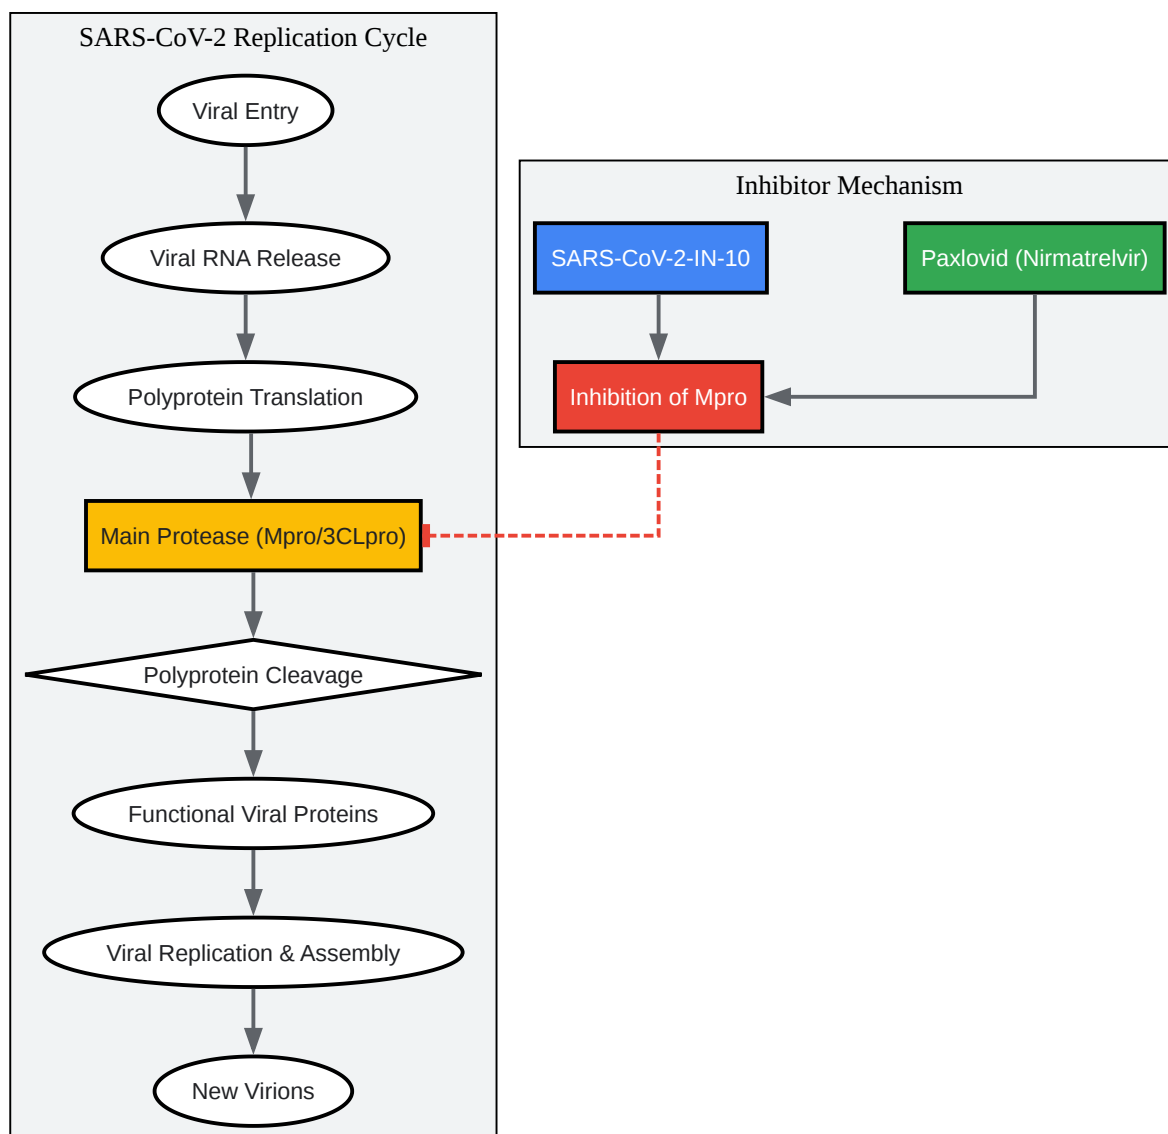 SARS-CoV-2 Replication Cycle
Viral Entry
Viral RNA Release
Polyprotein Translation
Main Protease (Mpro/3CLpro)
Polyprotein Cleavage
Functional Viral Proteins
Viral Replication & Assembly
New Virions
Inhibitor Mechanism
SARS-CoV-2-IN-10
Paxlovid (Nirmatrelvir)
Inhibition of Mpro